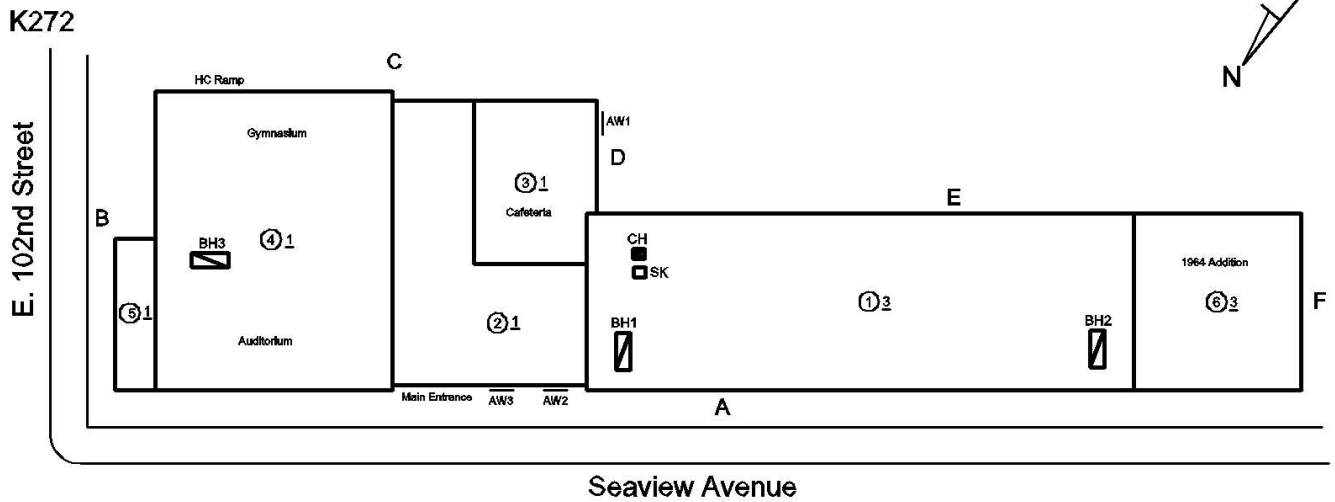 K272
C
HC Ramp
N
Gymnasium
AW1
D
E. 102nd Street
3 1
Cafeteria
E
B
BH3
4 1
CH
SK
1964 Addition
5 1
2 1
1 3
6 3
F
Auditorium
BH1
BH2
Main Entrance
AW3
AW2
A
Seaview Avenue